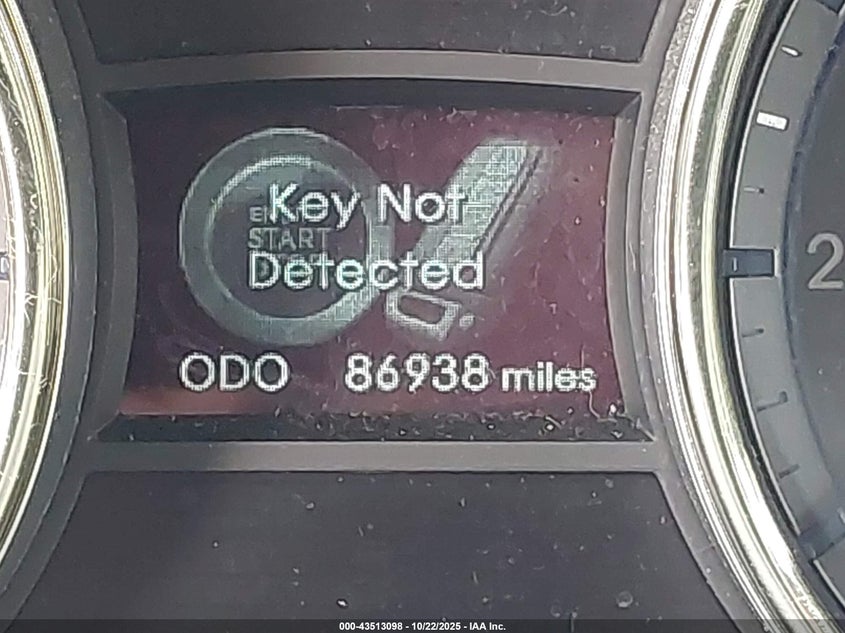 Key Not
START
Detected
ODO 86938 miles
2
000-43513098 - 10/22/2025 - IAA Inc.